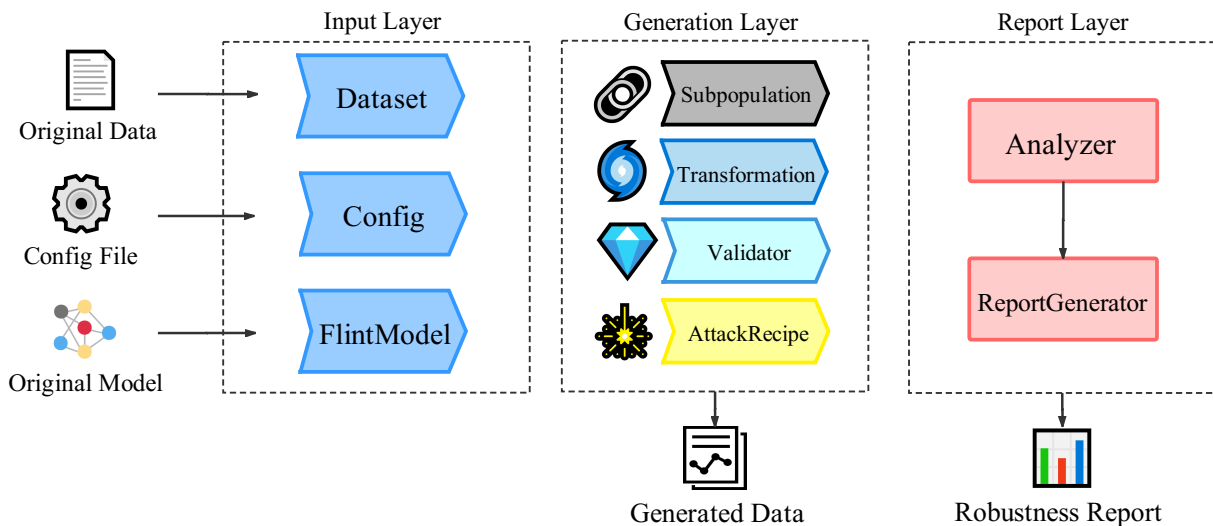 Input Layer
Generation Layer
Report Layer
Original Data
Config File
Original Model
Dataset
Config
FlintModel
Subpopulation
Transformation
Validator
AttackRecipe
Generated Data
Analyzer
ReportGenerator
Robustness Report